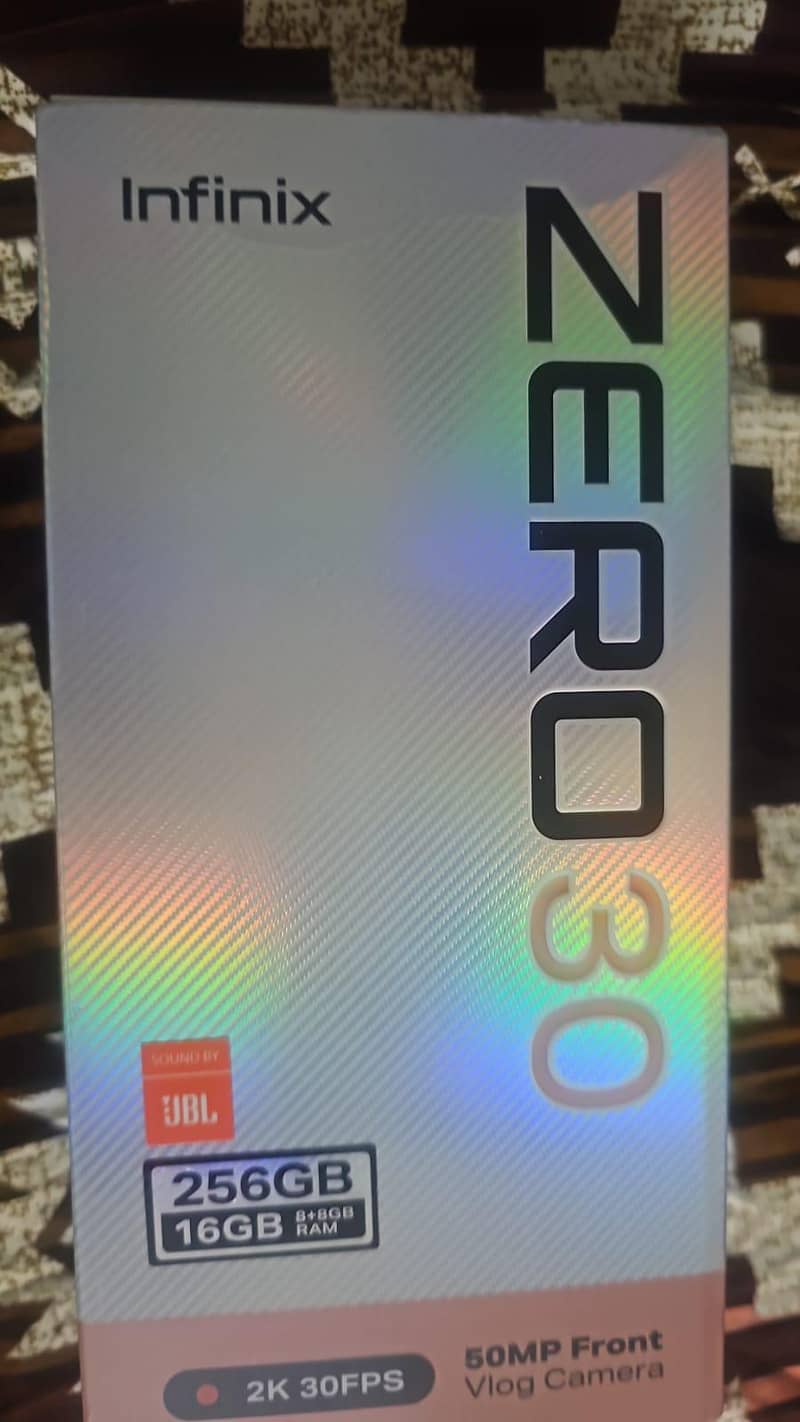 Infinix
ZERO 30
SOUND BY
JBL
256GB
16GB 8+8GB RAM
2K 30FPS
50MP Front
Vlog Camera